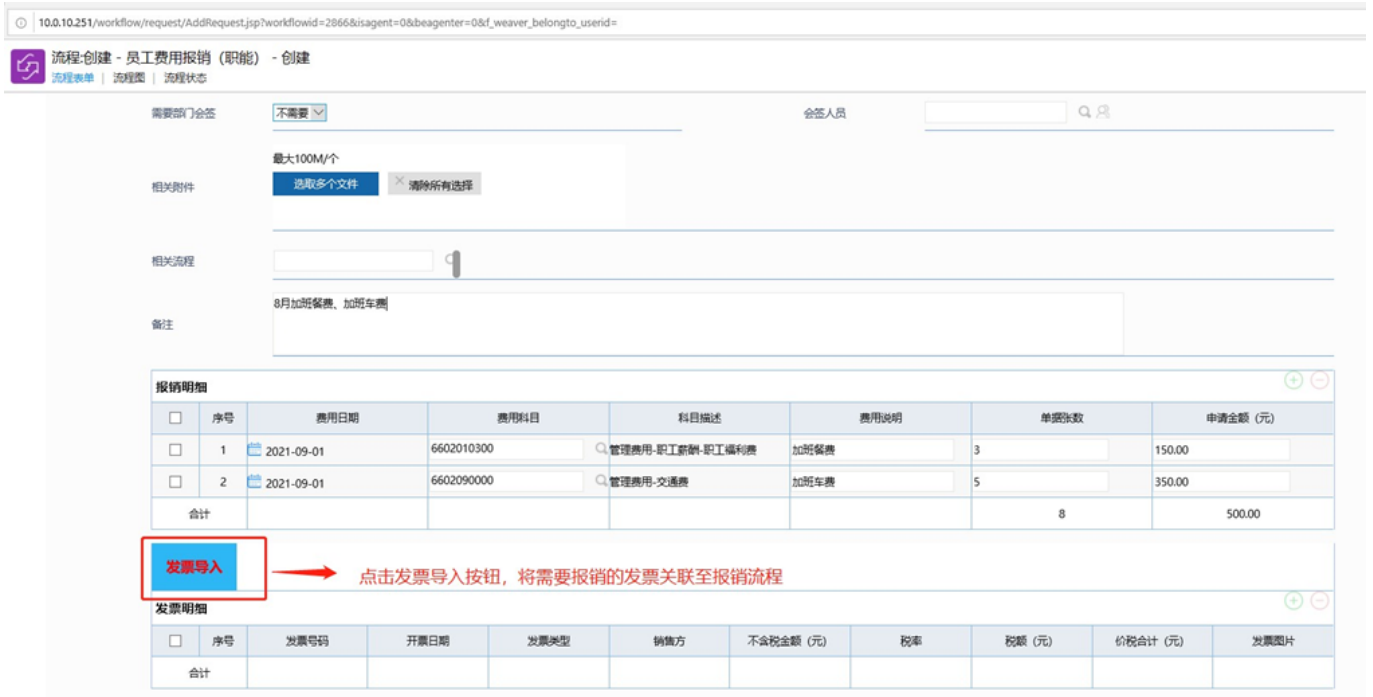 10.0.10.251/workflow/request/AddRequest.jsp?workflowid=2866&isagent=0&beagenter=0&f_weaver_belongto_userid=
流程:创建 - 员工费用报销（职能） - 创建
流程表单 | 流程图 | 流程状态
需要部门会签 不需要 会签人员
最大100M/个
相关附件 选取多个文件 清除所有选择
相关流程
8月加班餐费、加班车费
备注
报销明细
序号 费用日期 费用科目 科目描述 费用说明 单据张数 申请金额（元）
1 2021-09-01 6602010300 管理费用-职工薪酬-职工福利费 加班餐费 3 150.00
2 2021-09-01 6602090000 管理费用-交通费 加班车费 5 350.00
合计 8 500.00
发票导入 点击发票导入按钮，将需要报销的发票关联至报销流程
发票明细
序号 发票号码 开票日期 发票类型 销售方 不含税金额（元） 税率 税额（元） 价税合计（元） 发票图片
合计